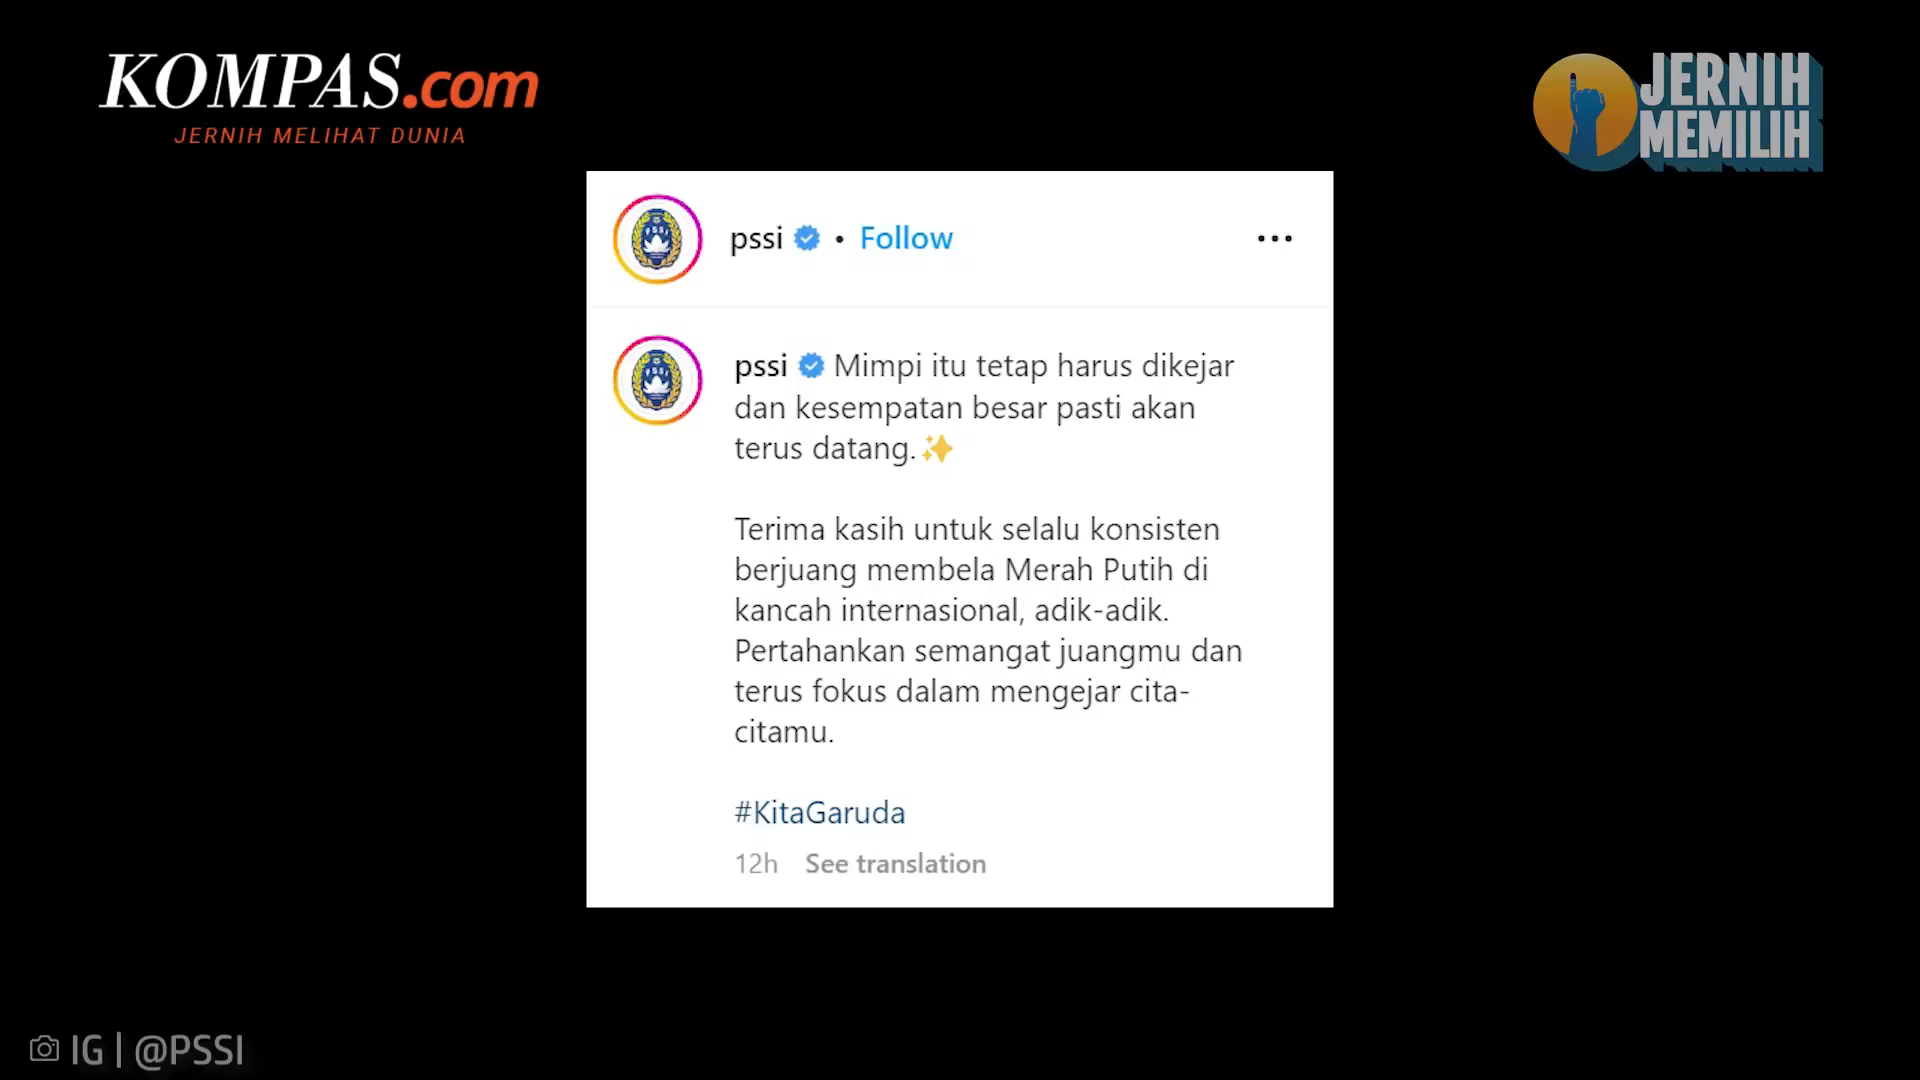 KOMPAS.com
JERNIH MELIHAT DUNIA
JERNIH
MEMILIH
pssi • Follow
pssi Mimpi itu tetap harus dikejar
dan kesempatan besar pasti akan
terus datang.✨
Terima kasih untuk selalu konsisten
berjuang membela Merah Putih di
kancah internasional, adik-adik.
Pertahankan semangat juangmu dan
terus fokus dalam mengejar cita-
citamu.
#KitaGaruda
12h See translation
IG | @PSSI